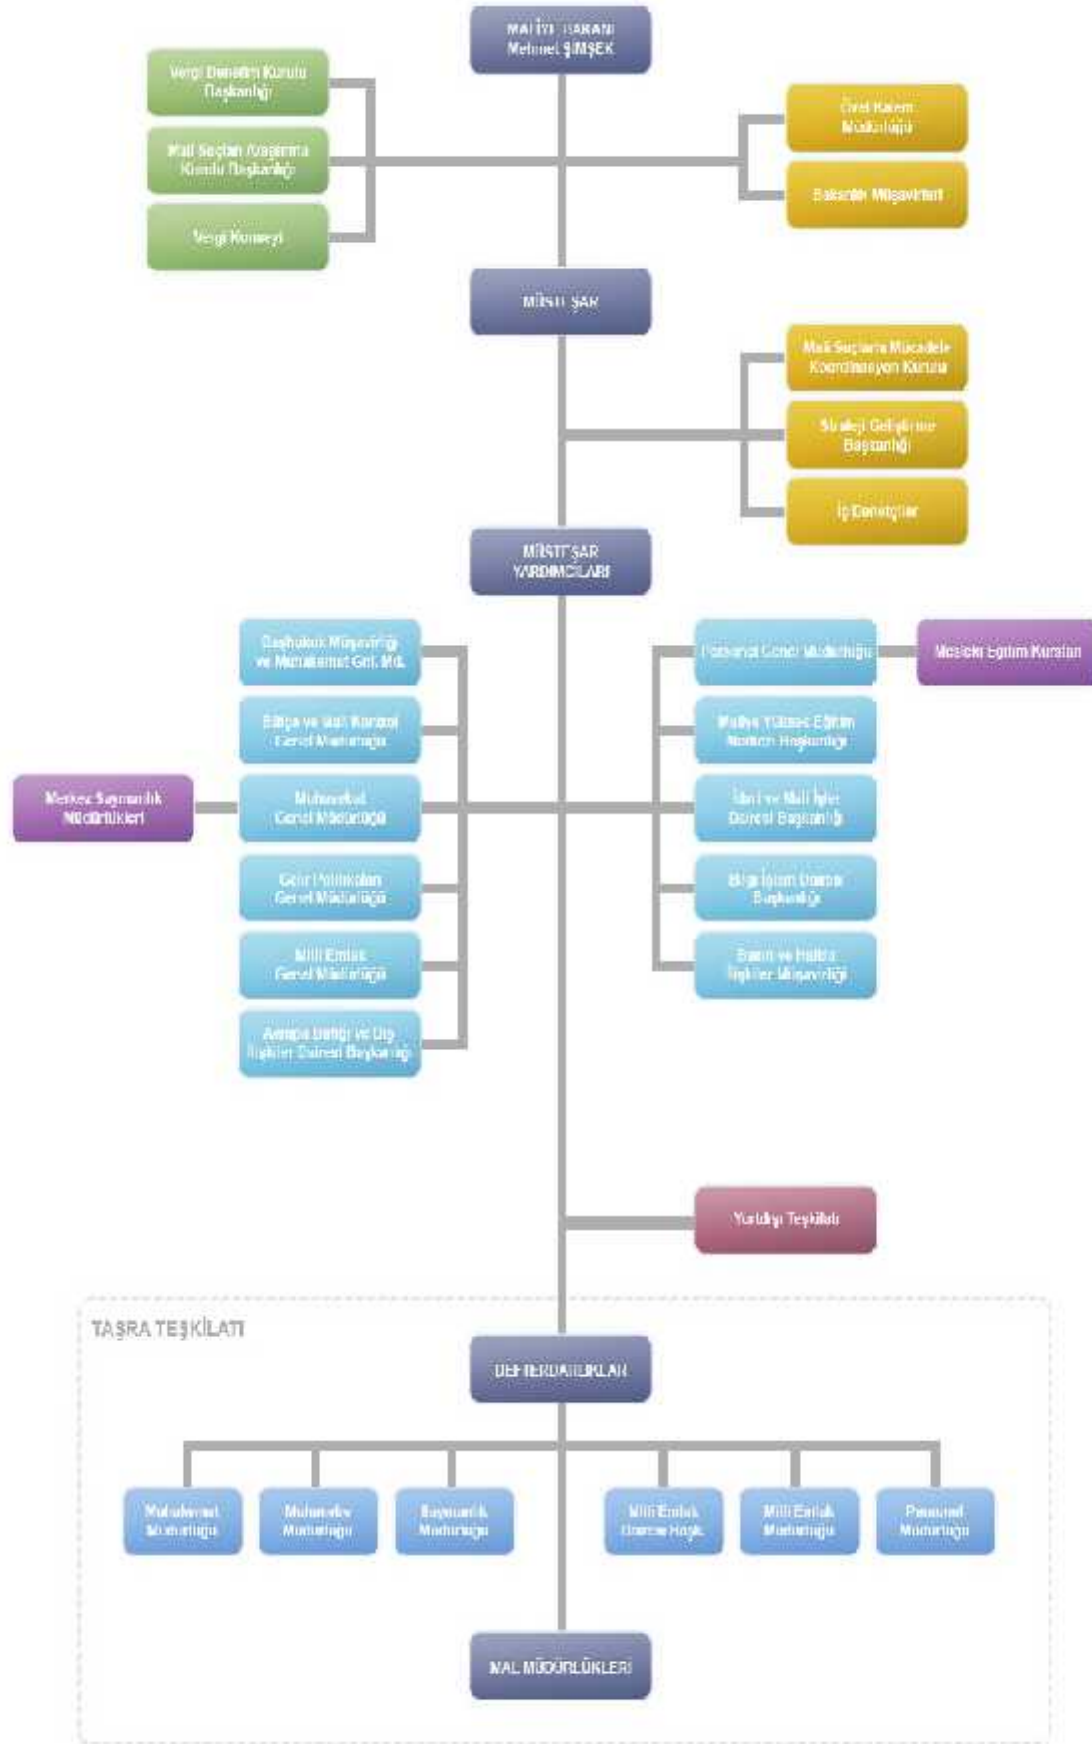 MALİYE BAKANI
Mehmet ŞİMŞEK
Vergi Denetim Kurulu
Başkanlığı
Özel Kalem
Müdürlüğü
Mali Suçları Araştırma
Kurulu Başkanlığı
Bakanlık Müşavirleri
Vergi Konseyi
MÜSTEŞAR
Mali Suçlarla Mücadele
Koordinasyon Kurulu
Strateji Geliştirme
Başkanlığı
İç Denetçiler
MÜSTEŞAR
YARDIMCILARI
Başhukuk Müşavirliği
ve Muhakemat Gnl. Md.
Personel Genel Müdürlüğü
Mesleki Eğitim Kursları
Bütçe ve Mali Kontrol
Genel Müdürlüğü
Maliye Yüksek Eğitim
Merkezi Başkanlığı
Merkez Saymanlık
Müdürlükleri
Muhasebat
Genel Müdürlüğü
İdari ve Mali İşler
Dairesi Başkanlığı
Gelir Politikaları
Genel Müdürlüğü
Bilgi İşlem Dairesi
Başkanlığı
Milli Emlak
Genel Müdürlüğü
Basın ve Halkla
İlişkiler Müşavirliği
Avrupa Birliği ve Dış
İlişkiler Dairesi Başkanlığı
Yurtdışı Teşkilatı
TAŞRA TEŞKİLATI
DEFTERDARLIKLAR
Muhakemat
Müdürlüğü
Muhasebe
Müdürlüğü
Saymanlık
Müdürlüğü
Milli Emlak
Dairesi Başk.
Milli Emlak
Müdürlüğü
Personel
Müdürlüğü
MAL MÜDÜRLÜKLERİ